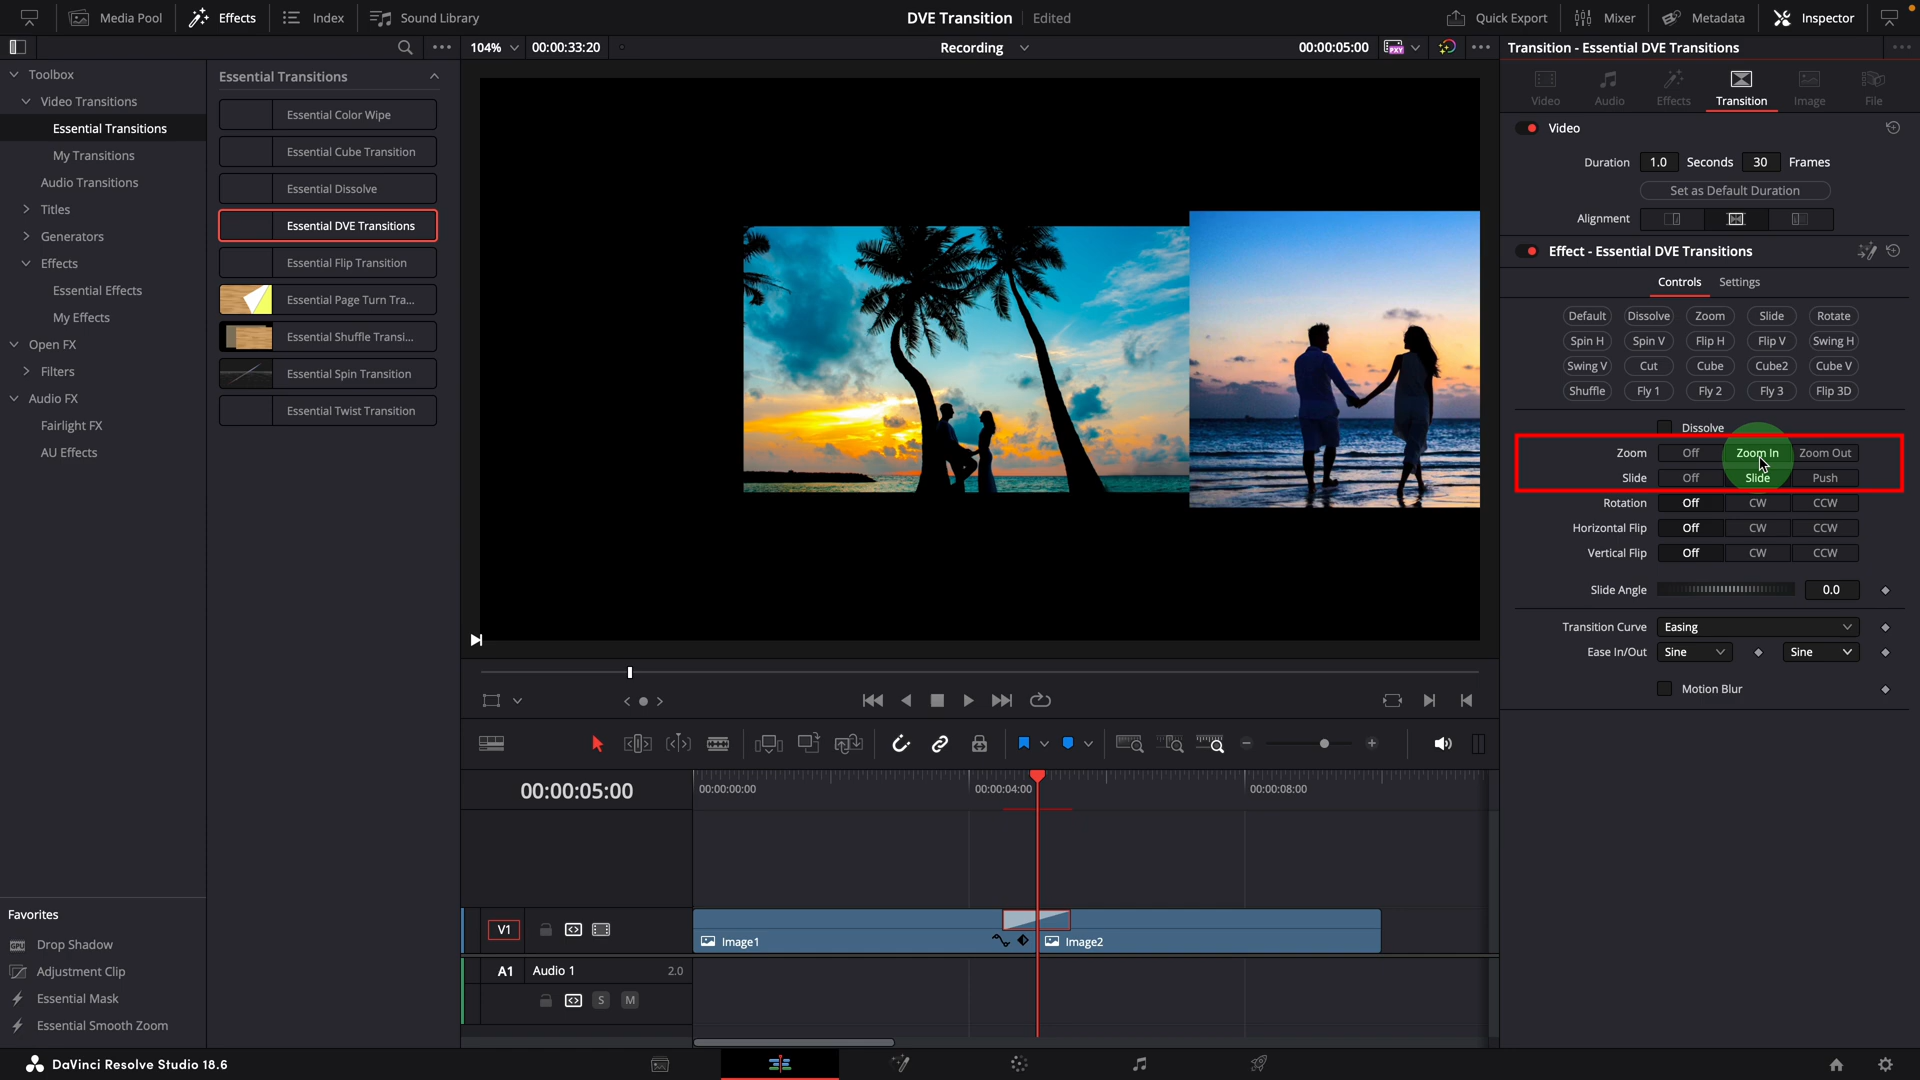 Media Pool
Effects
Index
Sound Library
DVE Transition
Edited
Quick Export
Mixer
Metadata
Inspector
104%
00:00:33:20
Recording
00:00:05:00
Transition - Essential DVE Transitions
Toolbox
Video Transitions
Essential Transitions
My Transitions
Audio Transitions
Titles
Generators
Effects
Essential Effects
My Effects
Open FX
Filters
Audio FX
Fairlight FX
AU Effects
Favorites
Drop Shadow
Adjustment Clip
Essential Mask
Essential Smooth Zoom
Essential Transitions
Essential Color Wipe
Essential Cube Transition
Essential Dissolve
Essential DVE Transitions
Essential Flip Transition
Essential Page Turn Tra...
Essential Shuffle Transi...
Essential Spin Transition
Essential Twist Transition
Video
Audio
Effects
Transition
Image
File
Video
Duration 1.0 Seconds 30 Frames
Set as Default Duration
Alignment
Effect - Essential DVE Transitions
Controls Settings
Default Dissolve Zoom Slide Rotate
Spin H Spin V Flip H Flip V Swing H
Swing V Cut Cube Cube2 Cube V
Shuffle Fly 1 Fly 2 Fly 3 Flip 3D
Dissolve
Zoom Off Zoom In Zoom Out
Slide Off Slide Push
Rotation Off CW CCW
Horizontal Flip Off CW CCW
Vertical Flip Off CW CCW
Slide Angle 0.0
Transition Curve Easing
Ease In/Out Sine Sine
Motion Blur
00:00:05:00
00:00:00:00
00:00:04:00
00:00:08:00
V1
Image1
Image2
A1 Audio 1 2.0
S M
DaVinci Resolve Studio 18.6